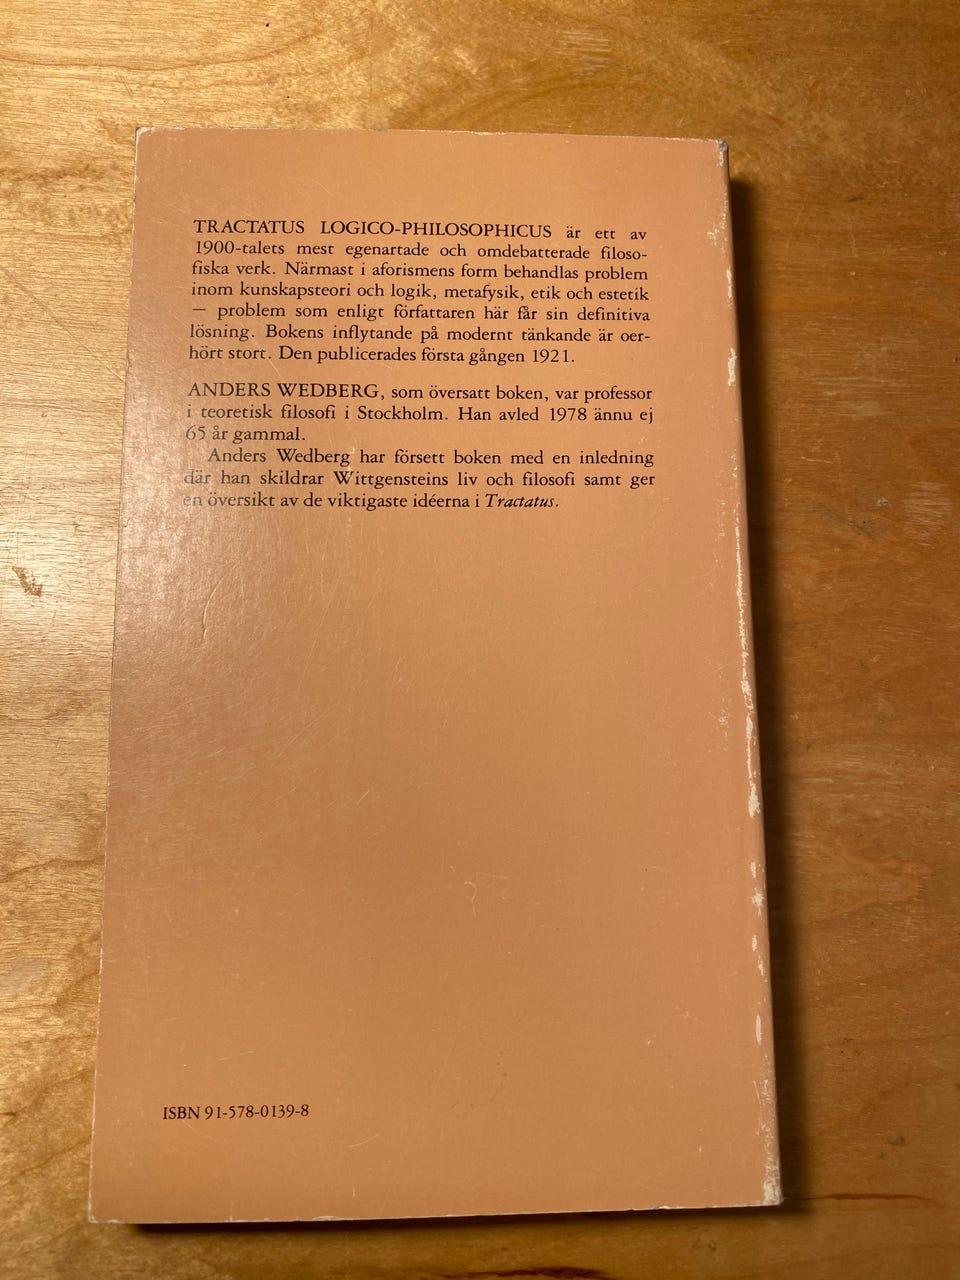 TRACTATUS LOGICO-PHILOSOPHICUS är ett av
1900-talets mest egenartade och omdebatterade filoso-
fiska verk. Närmast i aforismens form behandlas problem
inom kunskapsteori och logik, metafysik, etik och estetik
— problem som enligt författaren här får sin definitiva
lösning. Bokens inflytande på modernt tänkande är oer-
hört stort. Den publicerades första gången 1921.
ANDERS WEDBERG, som översatt boken, var professor
i teoretisk filosofi i Stockholm. Han avled 1978 ännu ej
65 år gammal.
Anders Wedberg har försett boken med en inledning
där han skildrar Wittgensteins liv och filosofi samt ger
en översikt av de viktigaste idéerna i Tractatus.
ISBN 91-578-0139-8